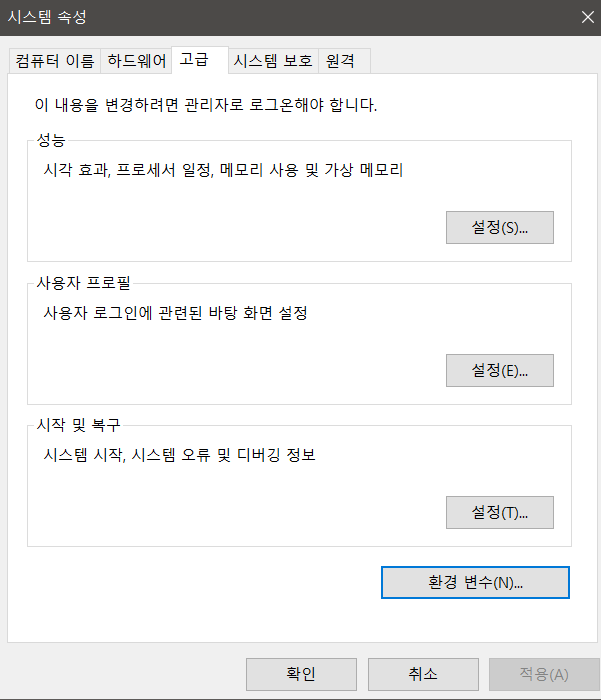 시스템 속성
컴퓨터 이름 하드웨어 고급 시스템 보호 원격
이 내용을 변경하려면 관리자로 로그온해야 합니다.
성능
시각 효과, 프로세서 일정, 메모리 사용 및 가상 메모리
설정(S)...
사용자 프로필
사용자 로그인에 관련된 바탕 화면 설정
설정(E)...
시작 및 복구
시스템 시작, 시스템 오류 및 디버깅 정보
설정(T)...
환경 변수(N)...
확인 취소 적용(A)